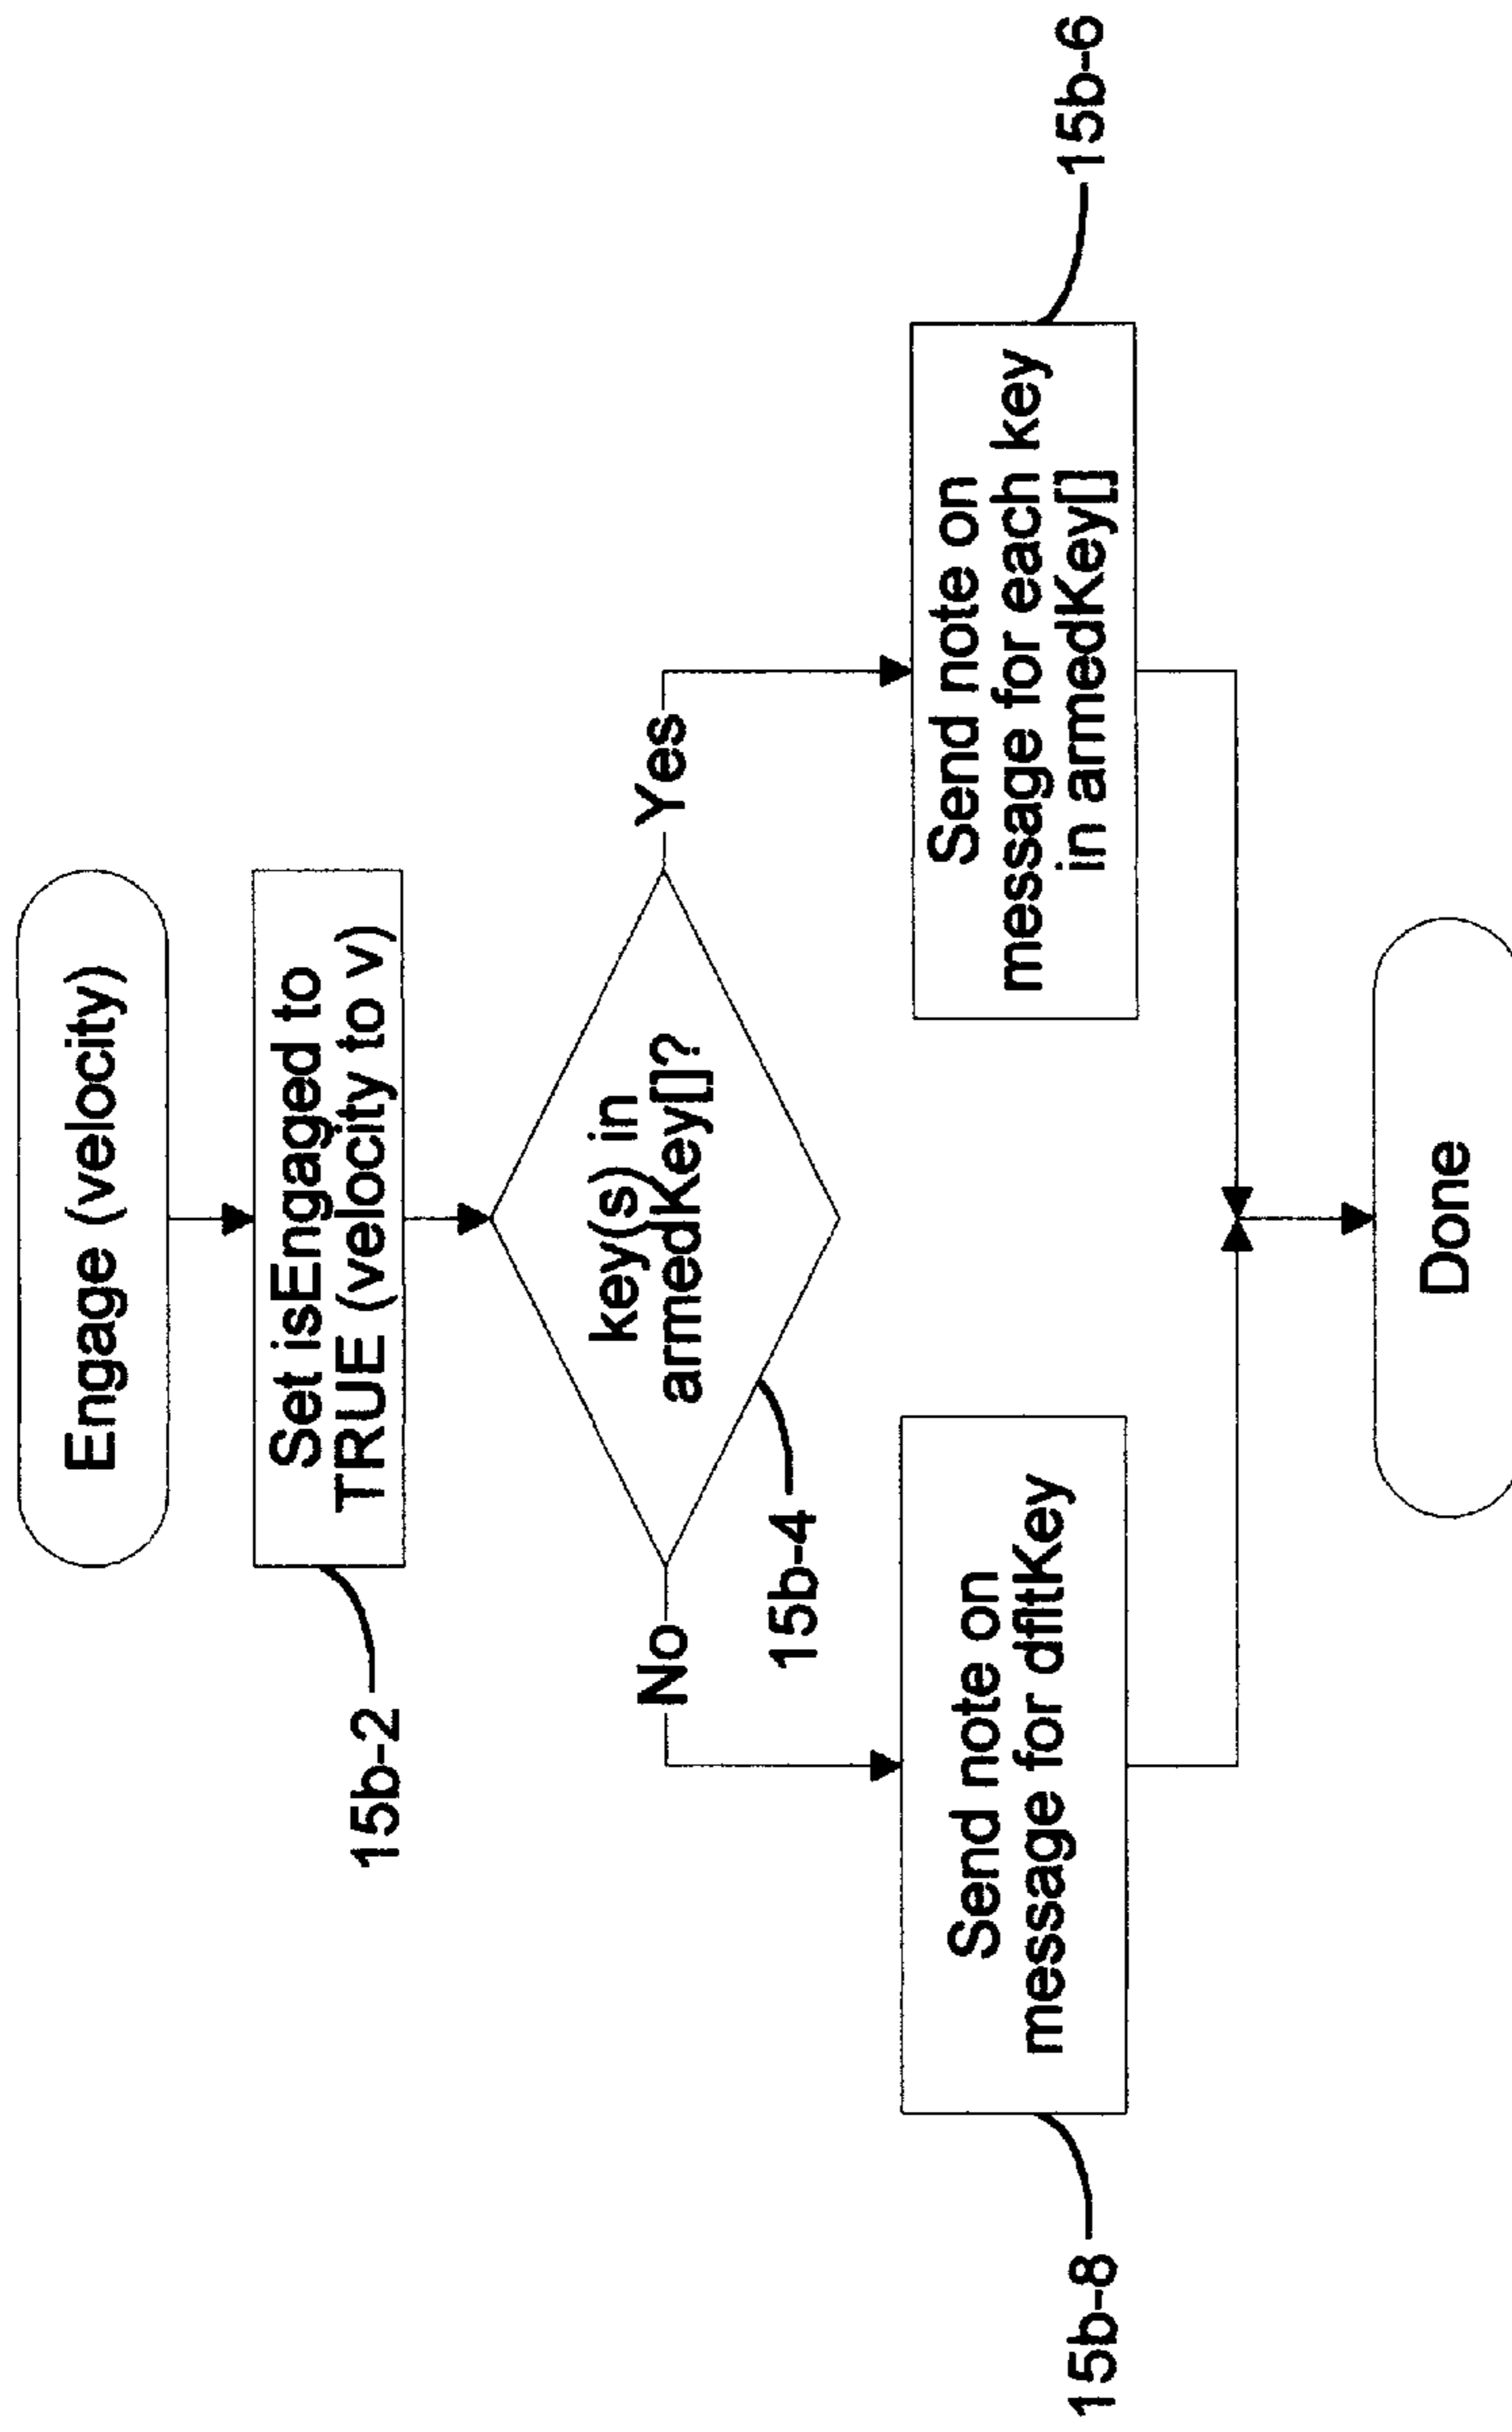 Engage (velocity)
Set isEngaged to
TRUE (velocity to v)
15b-2
key(s) in
armedKey[]?
15b-4
No
Yes
Send note on
message for dfltKey
15b-8
Send note on
message for each key
in armedKey[]
15b-6
Done